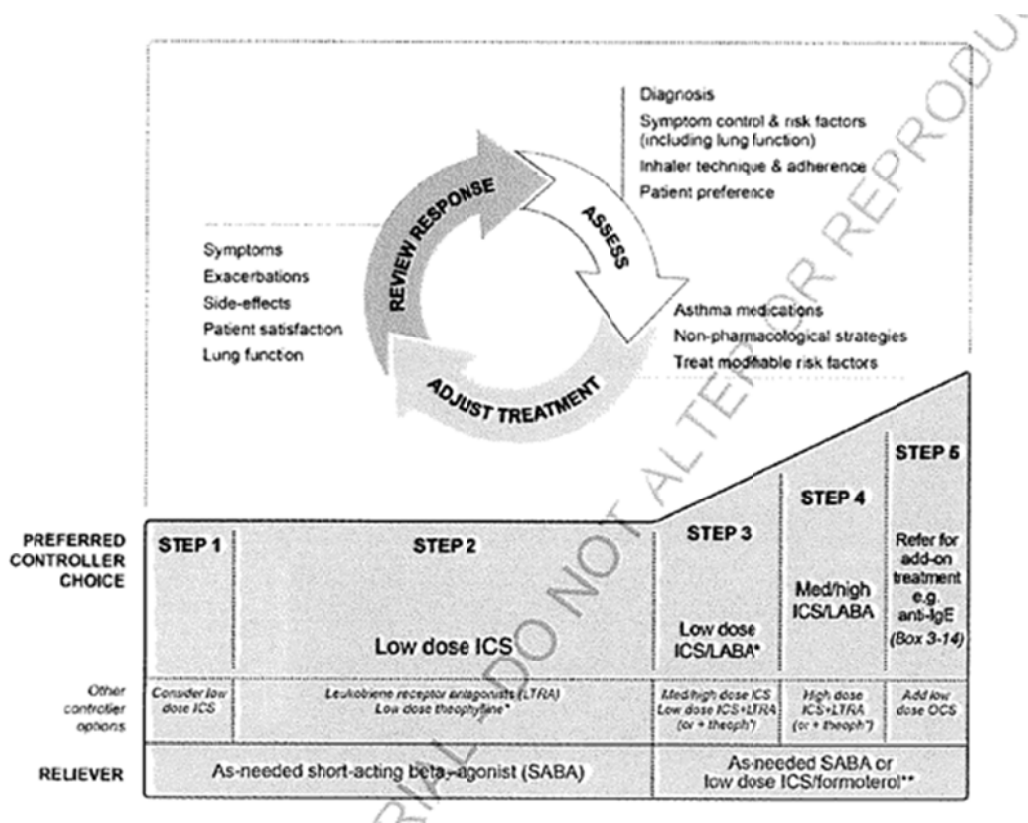 Diagnosis
Symptom control & risk factors
(including lung function)
Inhaler technique & adherence
Patient preference
REVIEW RESPONSE
ASSESS
ADJUST TREATMENT
Symptoms
Exacerbations
Side-effects
Patient satisfaction
Lung function
Asthma medications
Non-pharmacological strategies
Treat modifiable risk factors
PREFERRED
CONTROLLER
CHOICE
STEP 1
STEP 2
Low dose ICS
STEP 3
Low dose
ICS/LABA*
STEP 4
Med/high
ICS/LABA
STEP 5
Refer for
add-on
treatment
e.g.
anti-IgE
(Box 3-14)
Other
controller
options
Consider low
dose ICS
Leukotriene receptor antagonists (LTRA)
Low dose theophylline*
Med/high dose ICS
Low dose ICS+LTRA
(or + theoph*)
High dose
ICS+LTRA
(or + theoph*)
Add low
dose OCS
RELIEVER
As-needed short-acting beta2-agonist (SABA)
As-needed SABA or
low dose ICS/formoterol**
RIAL - DO NOT ALTER OR REPRODU